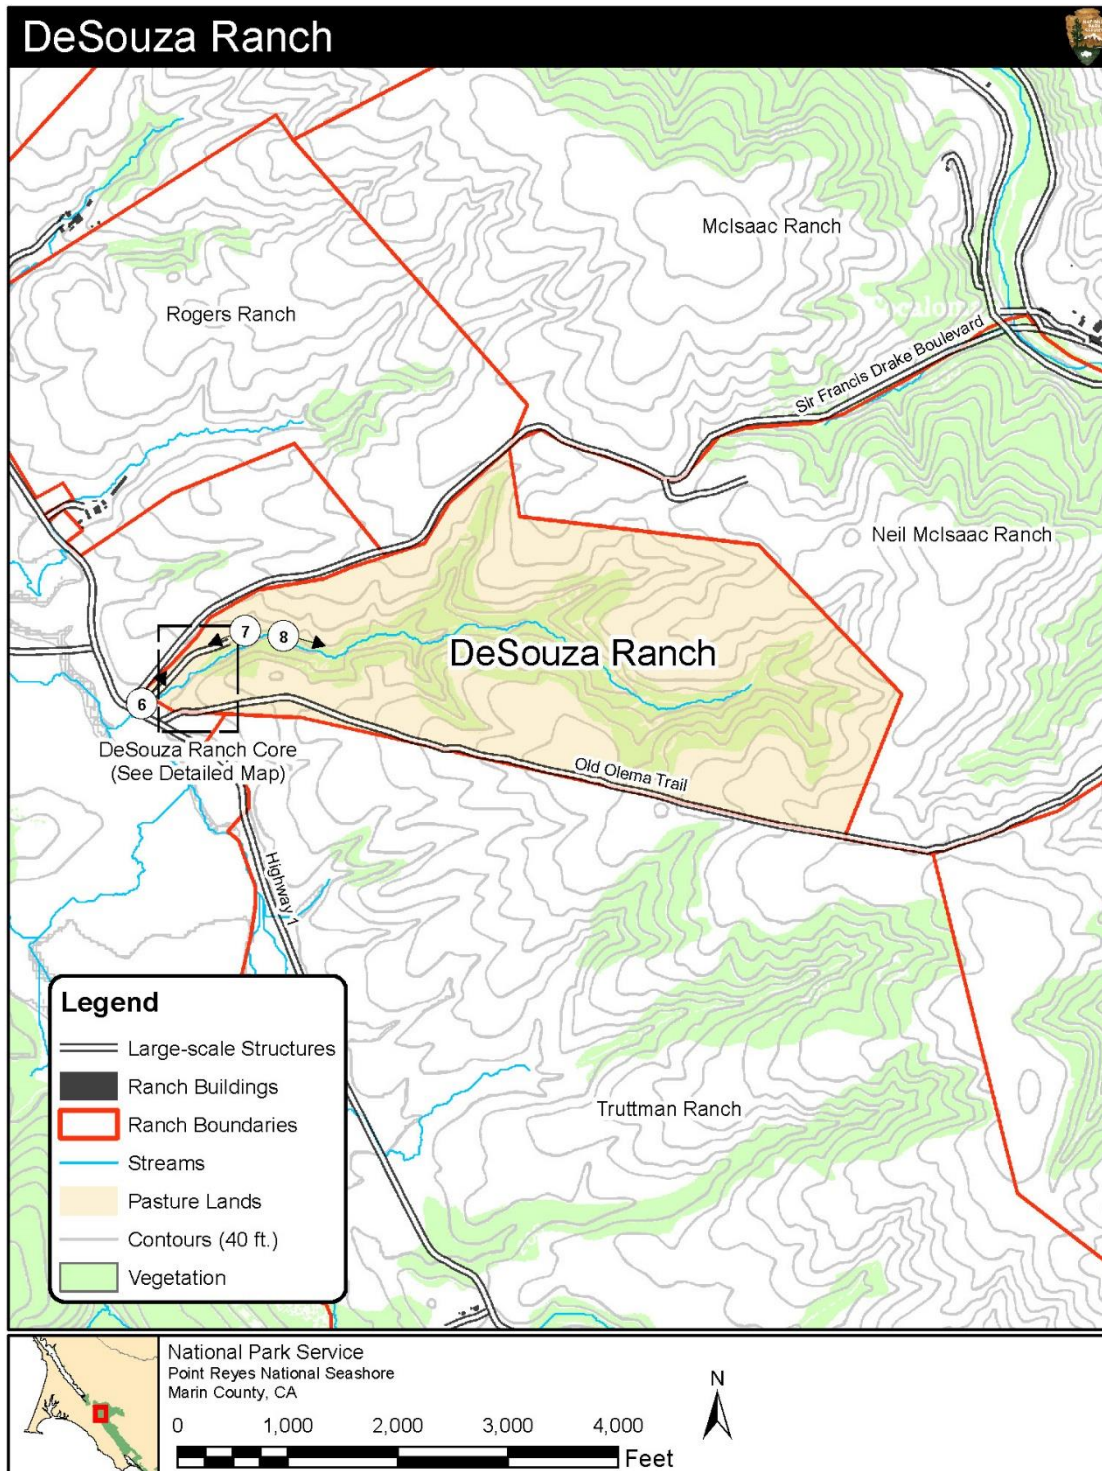 DeSouza Ranch
McIsaac Ranch
Rogers Ranch
Sir Francis Drake Boulevard
Neil McIsaac Ranch
7
8
DeSouza Ranch
6
DeSouza Ranch Core
(See Detailed Map)
Old Olema Trail
Highway 1
Truttman Ranch
Legend
Large-scale Structures
Ranch Buildings
Ranch Boundaries
Streams
Pasture Lands
Contours (40 ft.)
Vegetation
National Park Service
Point Reyes National Seashore
Marin County, CA
0 1,000 2,000 3,000 4,000
Feet
N